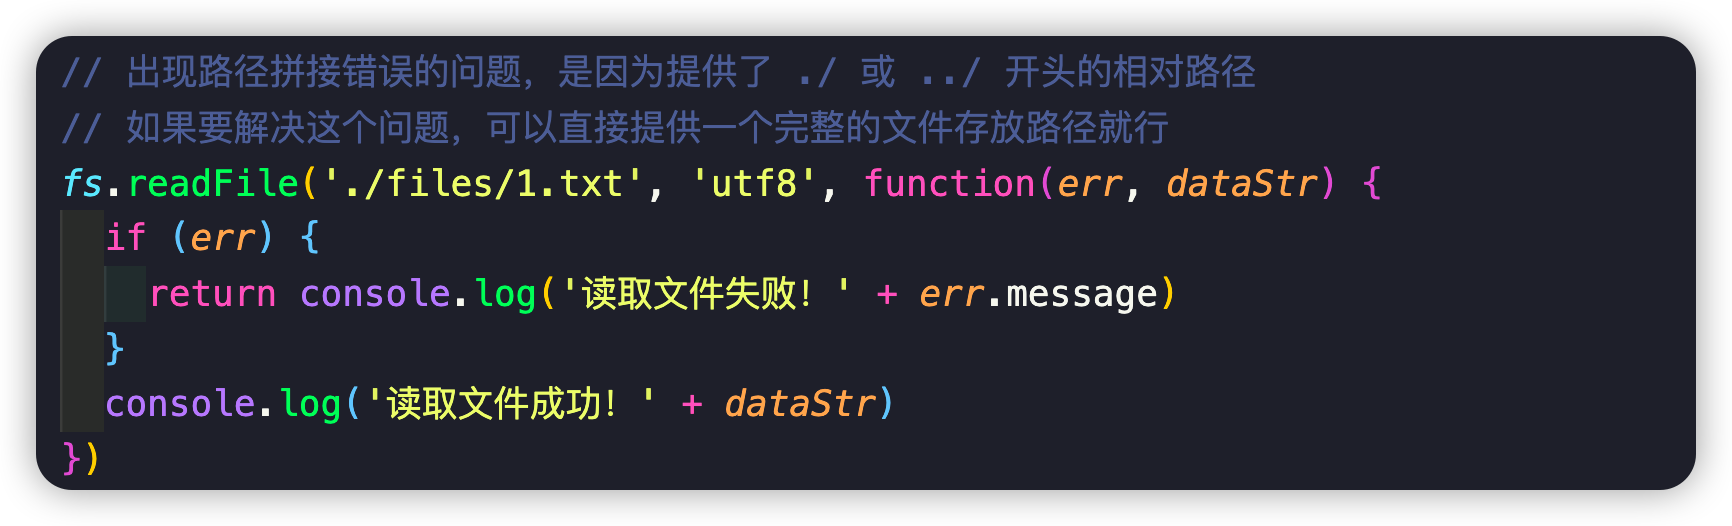 // 出现路径拼接错误的问题，是因为提供了 ./ 或 ../ 开头的相对路径
// 如果要解决这个问题，可以直接提供一个完整的文件存放路径就行
fs.readFile('./files/1.txt', 'utf8', function(err, dataStr) {
  if (err) {
    return console.log('读取文件失败！' + err.message)
  }
  console.log('读取文件成功！' + dataStr)
})